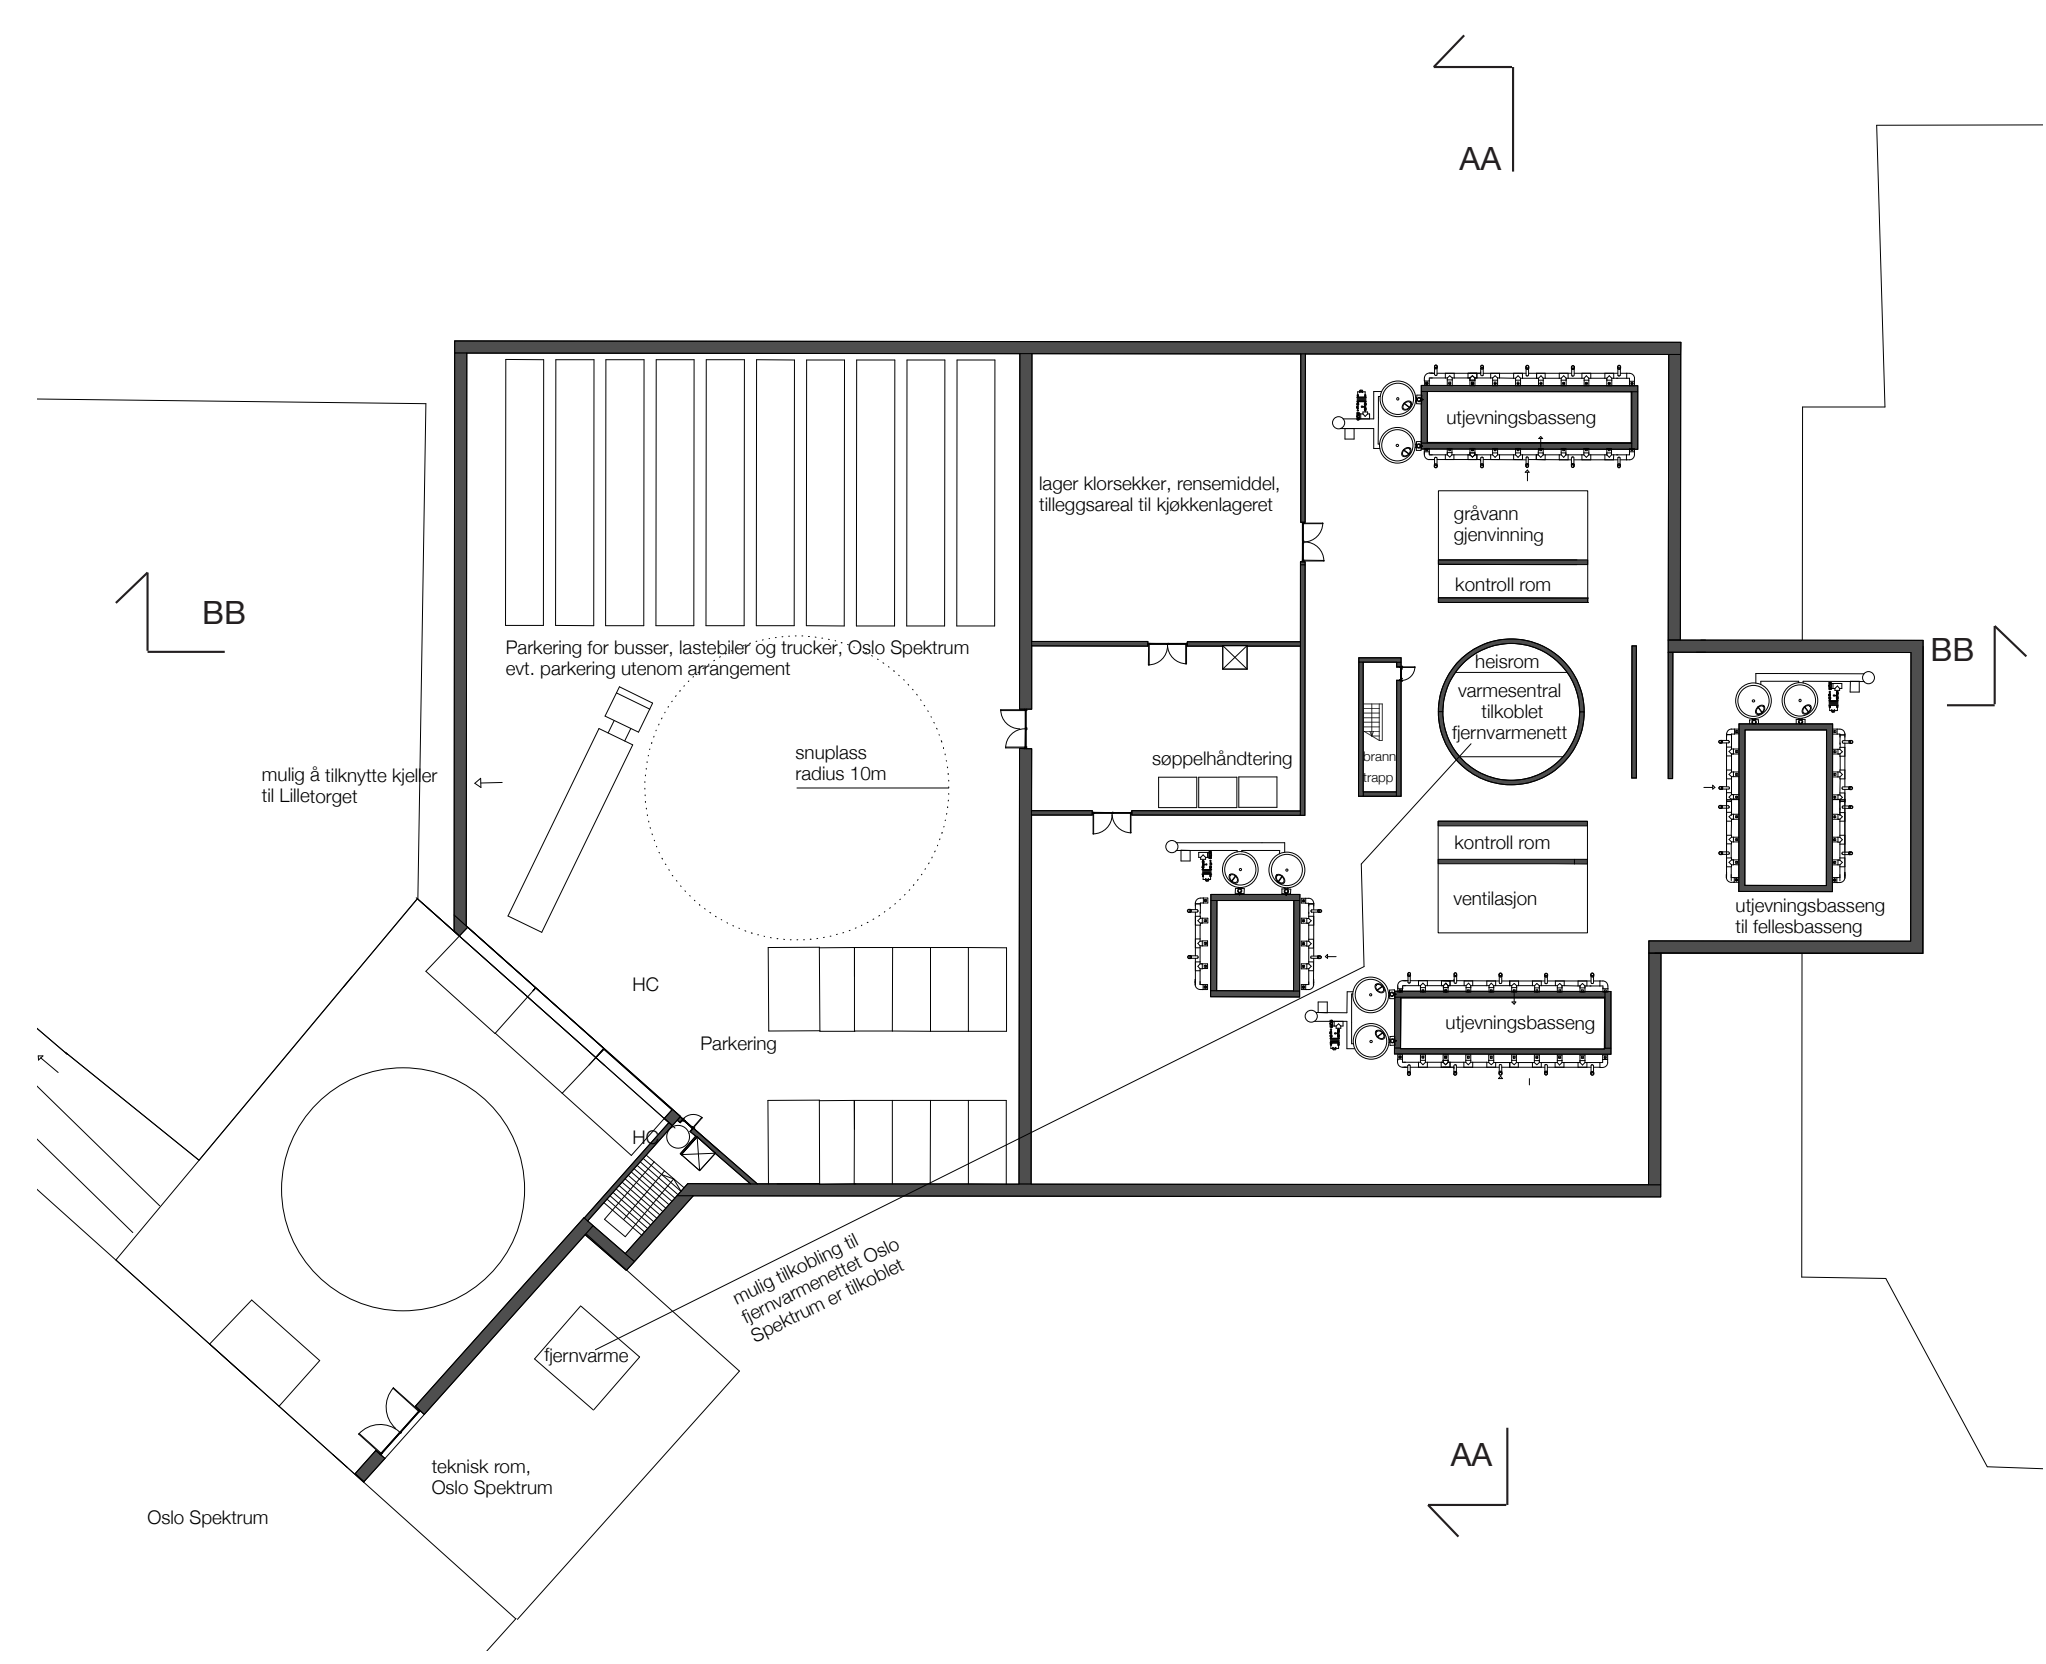 AA
utjevningsbasseng
lager klorsekker, rensemiddel,
tilleggsareal til kjøkkenlageret
gråvann
gjenvinning
kontroll rom
BB
BB
Parkering for busser, lastebiler og trucker, Oslo Spektrum
evt. parkering utenom arrangement
heisrom
varmesentral
tilkoblet
fjernvarmenett
snuplass
radius 10m
søppelhåndtering
brann
trapp
mulig å tilknytte kjeller
til Lilletorget
kontroll rom
ventilasjon
utjevningsbasseng
til fellesbasseng
HC
Parkering
utjevningsbasseng
HC
mulig tilkobling til
fjernvarmenettet Oslo
Spektrum er tilkoblet
fjernvarme
AA
teknisk rom,
Oslo Spektrum
Oslo Spektrum